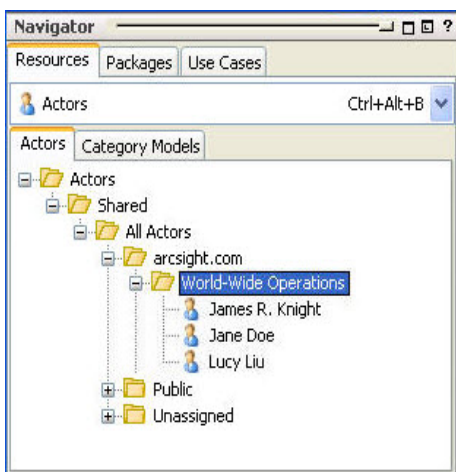 Navigator ?
Resources Packages Use Cases
Actors Ctrl+Alt+B
Actors Category Models
Actors
Shared
All Actors
arcsight.com
World-Wide Operations
James R. Knight
Jane Doe
Lucy Liu
Public
Unassigned